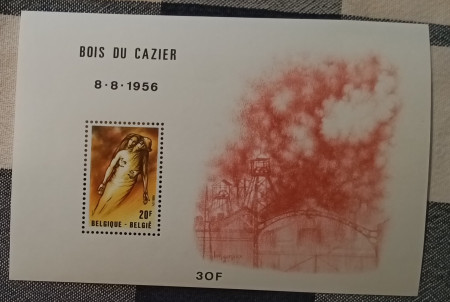 BOIS DU CAZIER
8·8·1956
20F
BELGIQUE·BELGIË
30F